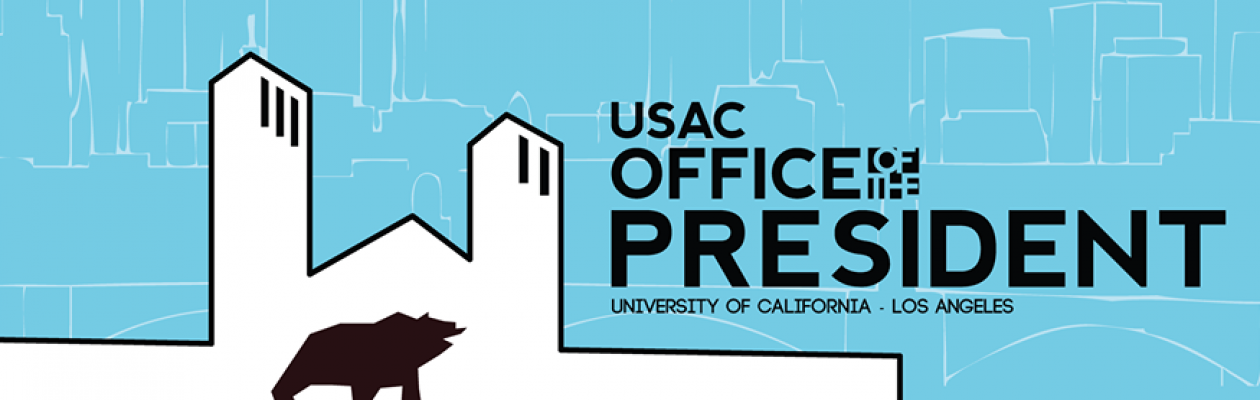 USAC
OFFICE OF THE
PRESIDENT
UNIVERSITY OF CALIFORNIA - LOS ANGELES